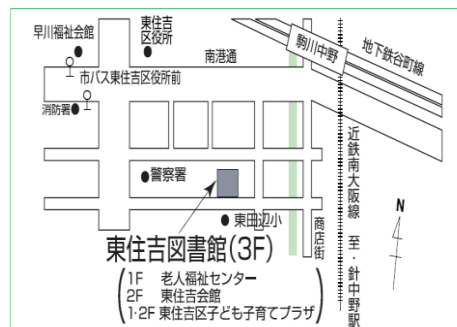 早川福祉会館
東住吉
区役所
南港通
駒川中野
地下鉄谷町線
市バス東住吉区役所前
消防署
近鉄南大阪線 至・針中野駅
警察署
N
東田辺小
商店街
東住吉図書館(3F)
1F 老人福祉センター
2F 東住吉会館
1・2F 東住吉区子ども子育てプラザ